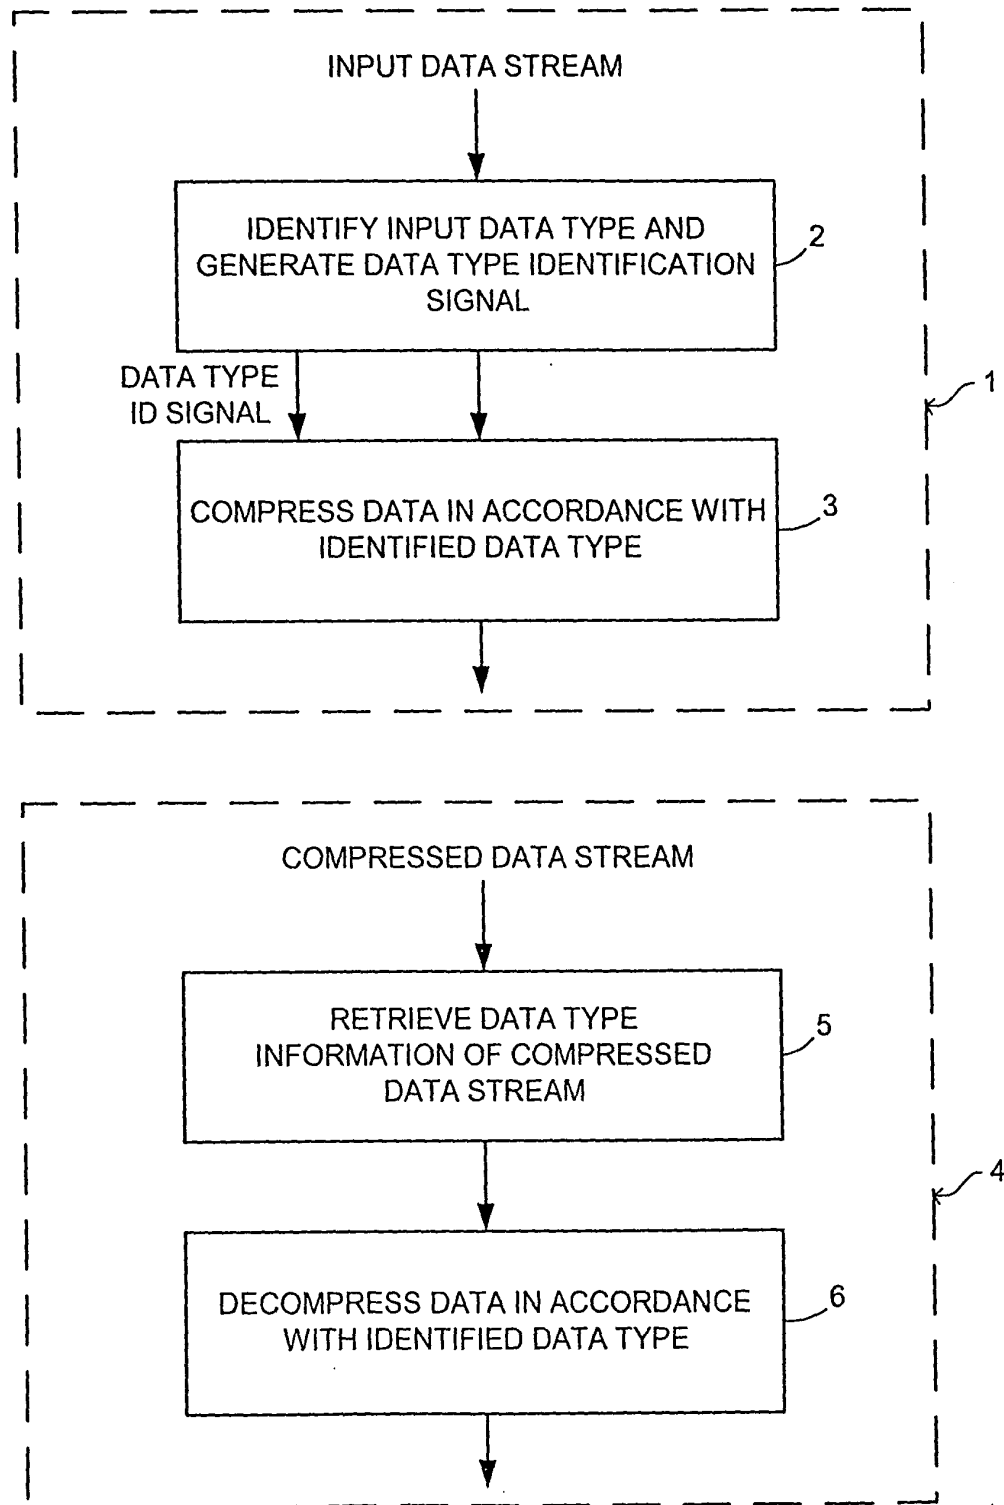 INPUT DATA STREAM
IDENTIFY INPUT DATA TYPE AND
GENERATE DATA TYPE IDENTIFICATION
SIGNAL
2
DATA TYPE
ID SIGNAL
1
COMPRESS DATA IN ACCORDANCE WITH
IDENTIFIED DATA TYPE
3
COMPRESSED DATA STREAM
RETRIEVE DATA TYPE
INFORMATION OF COMPRESSED
DATA STREAM
5
4
DECOMPRESS DATA IN ACCORDANCE
WITH IDENTIFIED DATA TYPE
6